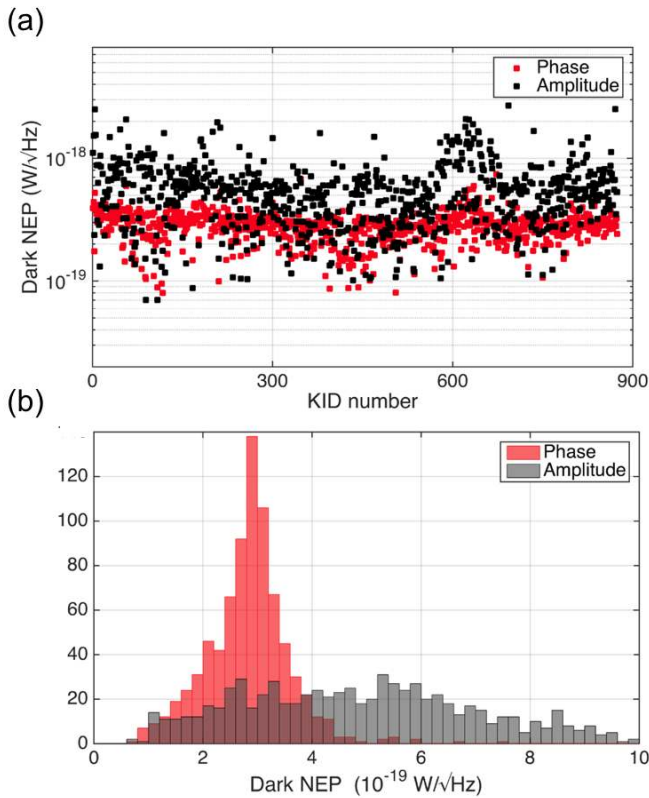 (a)
Phase
Amplitude
10⁻¹⁸
10⁻¹⁹
Dark NEP (W/√Hz)
0 300 600 900
KID number
(b)
Phase
Amplitude
120
100
80
60
40
20
0
0 2 4 6 8 10
Dark NEP (10⁻¹⁹ W/√Hz)